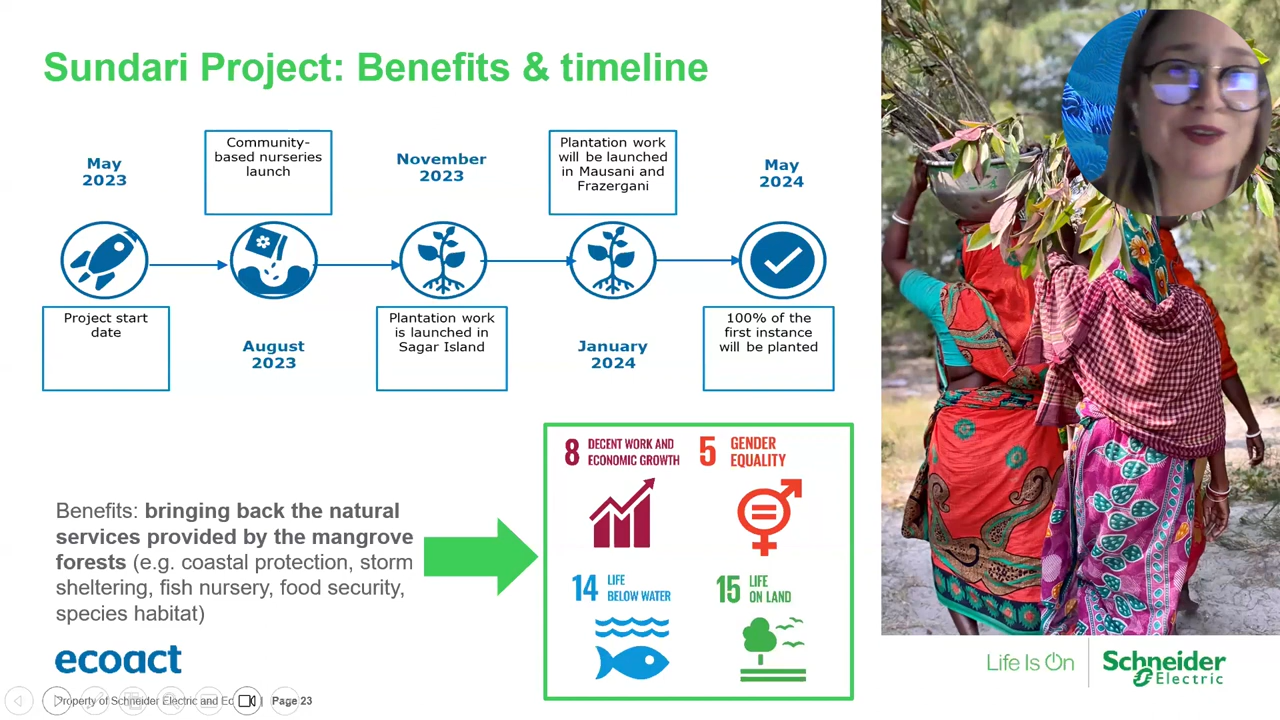 Sundari Project: Benefits & timeline
May
2023
Project start
date
Community-
based nurseries
launch
August
2023
November
2023
Plantation work
is launched in
Sagar Island
Plantation work
will be launched
in Mausani and
Frazergani
January
2024
May
2024
100% of the
first instance
will be planted
Benefits: bringing back the natural
services provided by the mangrove
forests (e.g. coastal protection, storm
sheltering, fish nursery, food security,
species habitat)
8 DECENT WORK AND
ECONOMIC GROWTH
5 GENDER
EQUALITY
14 LIFE
BELOW WATER
15 LIFE
ON LAND
ecoact
Property of Schneider Electric and | Page 23
Life Is On
Schneider
Electric